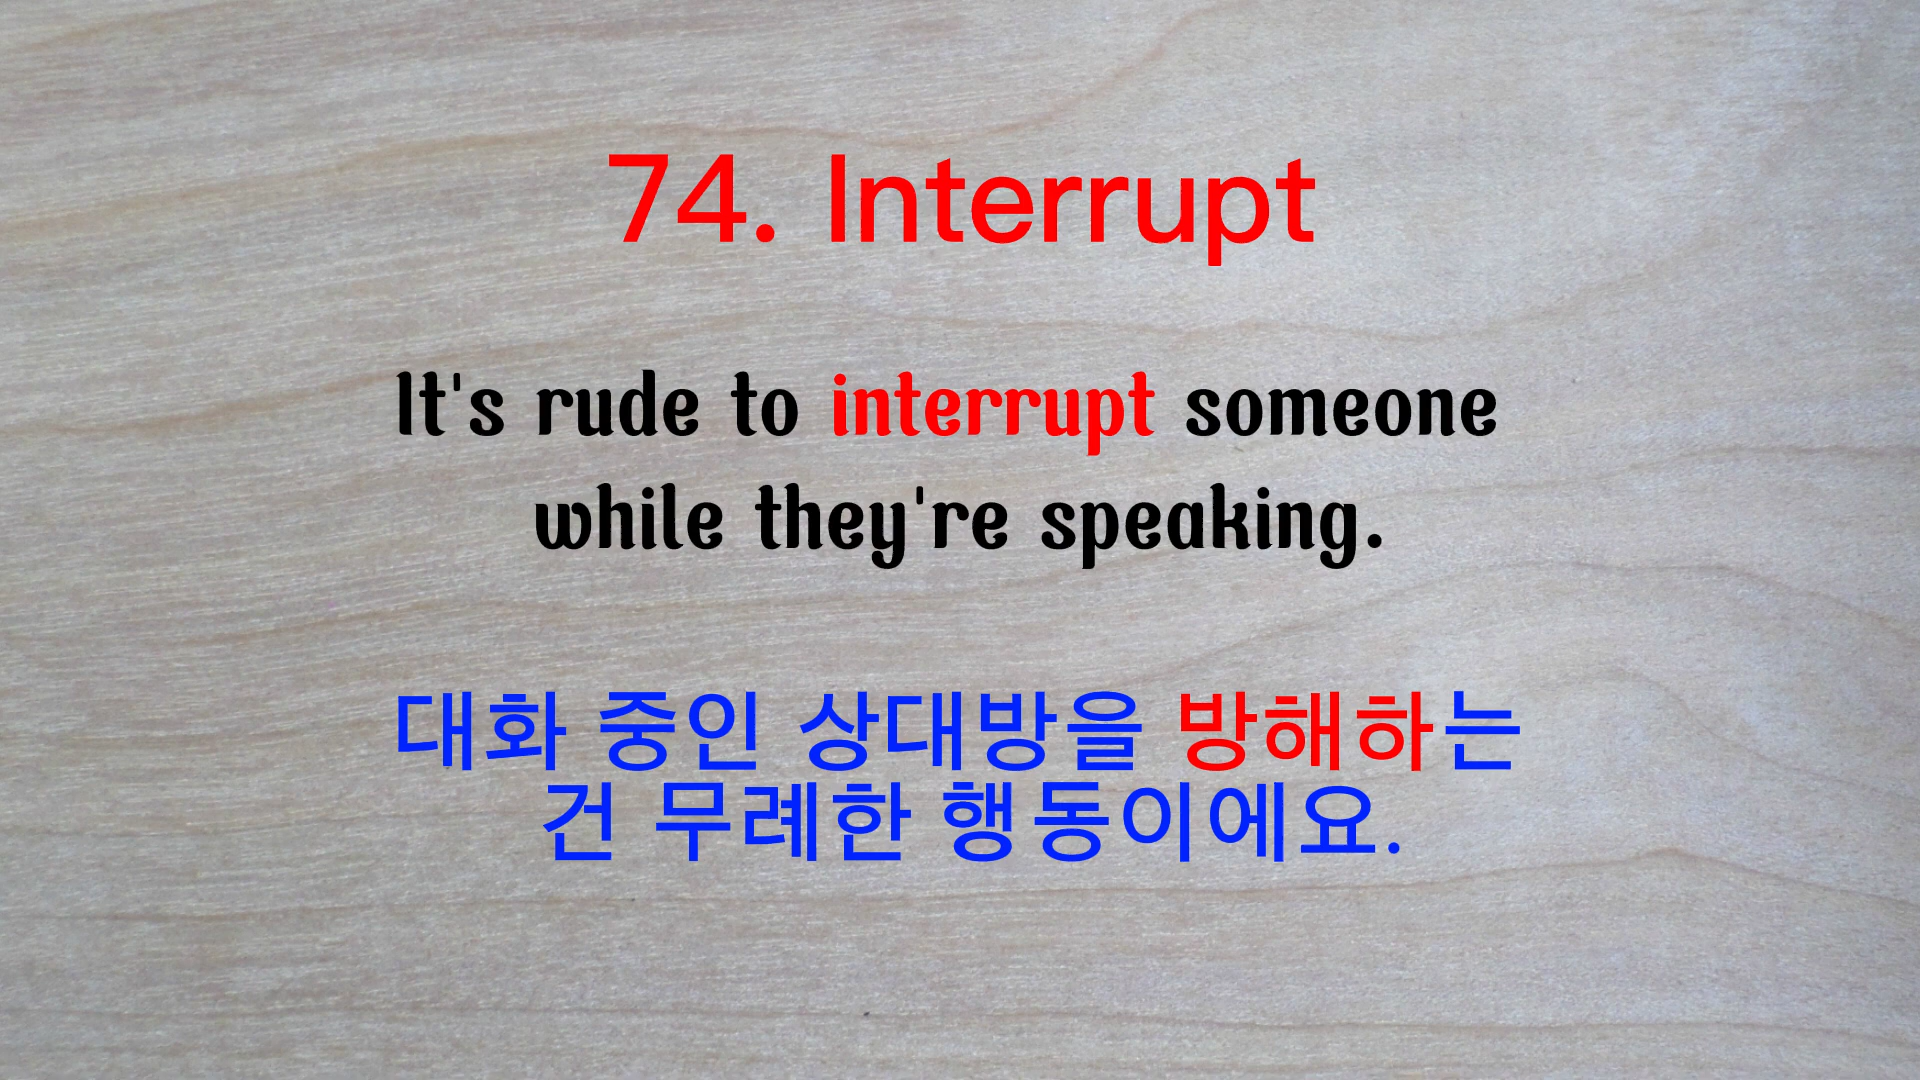 74. Interrupt
It's rude to interrupt someone
while they're speaking.
대화 중인 상대방을 방해하는
건 무례한 행동이에요.